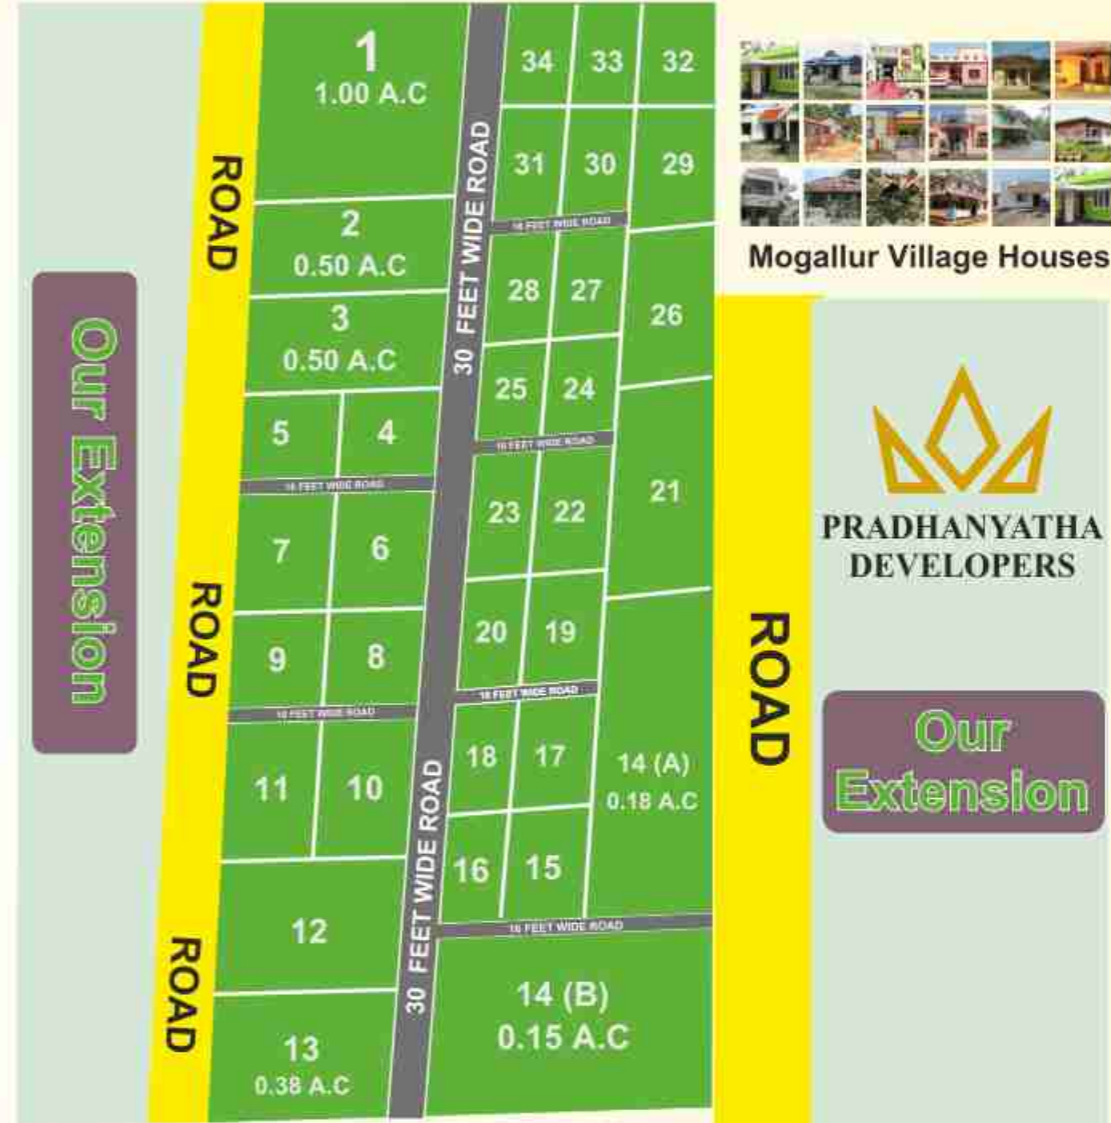 1
1.00 A.C
34
33
32
31
30
29
16 FEET WIDE ROAD
Mogallur Village Houses
ROAD
2
0.50 A.C
3
0.50 A.C
30 FEET WIDE ROAD
28
27
26
25
24
16 FEET WIDE ROAD
Our Extension
5
4
16 FEET WIDE ROAD
7
6
23
22
21
PRADHANYATHA
DEVELOPERS
ROAD
9
8
20
19
16 FEET WIDE ROAD
16 FEET WIDE ROAD
ROAD
Our
Extension
11
10
18
17
14 (A)
0.18 A.C
16
15
16 FEET WIDE ROAD
30 FEET WIDE ROAD
12
ROAD
14 (B)
0.15 A.C
13
0.38 A.C